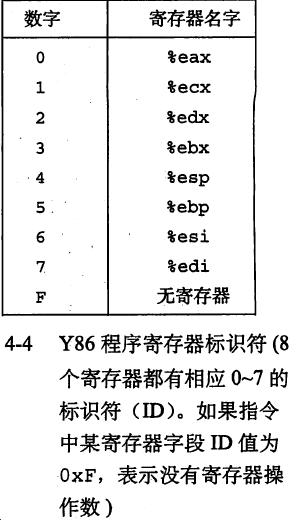 数字 寄存器名字
0 %eax
1 %ecx
2 %edx
3 %ebx
4 %esp
5 %ebp
6 %esi
7 %edi
F 无寄存器
4-4 Y86 程序寄存器标识符 (8
个寄存器都有相应 0~7 的
标识符（ID）。如果指令
中某寄存器字段 ID 值为
0xF，表示没有寄存器操
作数 )